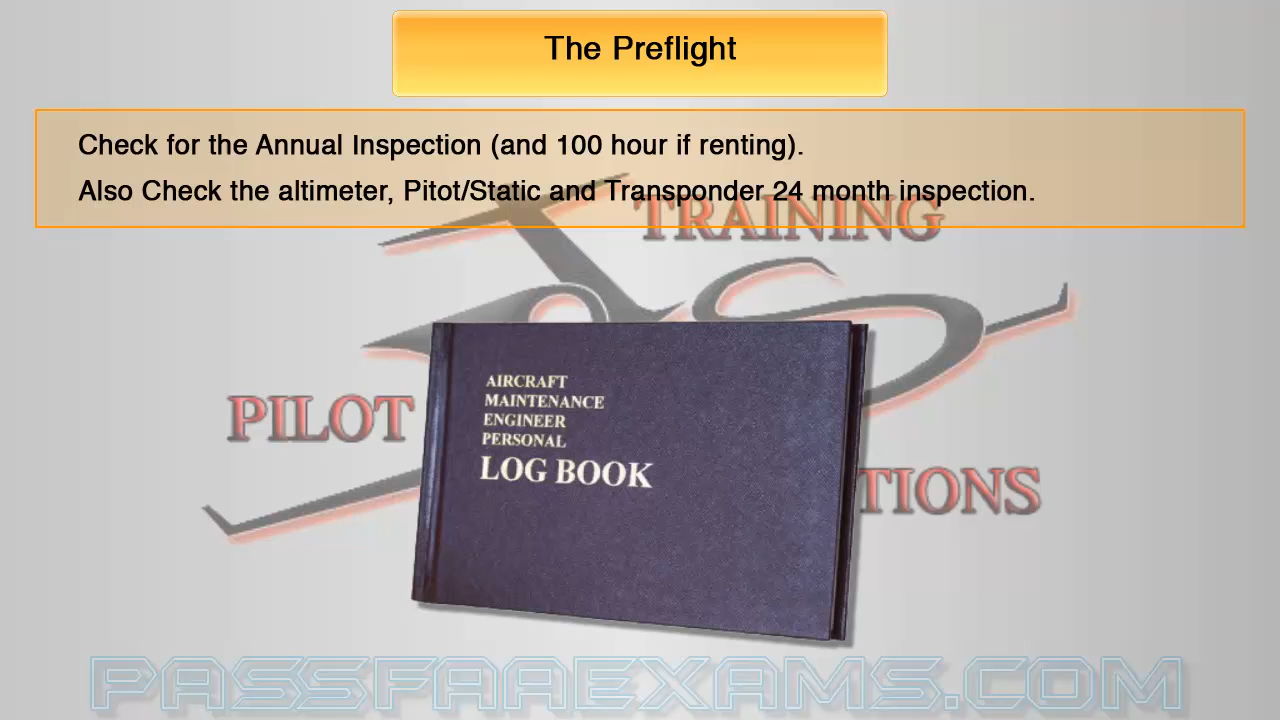 The Preflight
Check for the Annual Inspection (and 100 hour if renting).
Also Check the altimeter, Pitot/Static and Transponder 24 month inspection.
TRAINING
PILOT
AIRCRAFT
MAINTENANCE
ENGINEER
PERSONAL
LOG BOOK
TIONS
PASSFAAEXAMS.COM